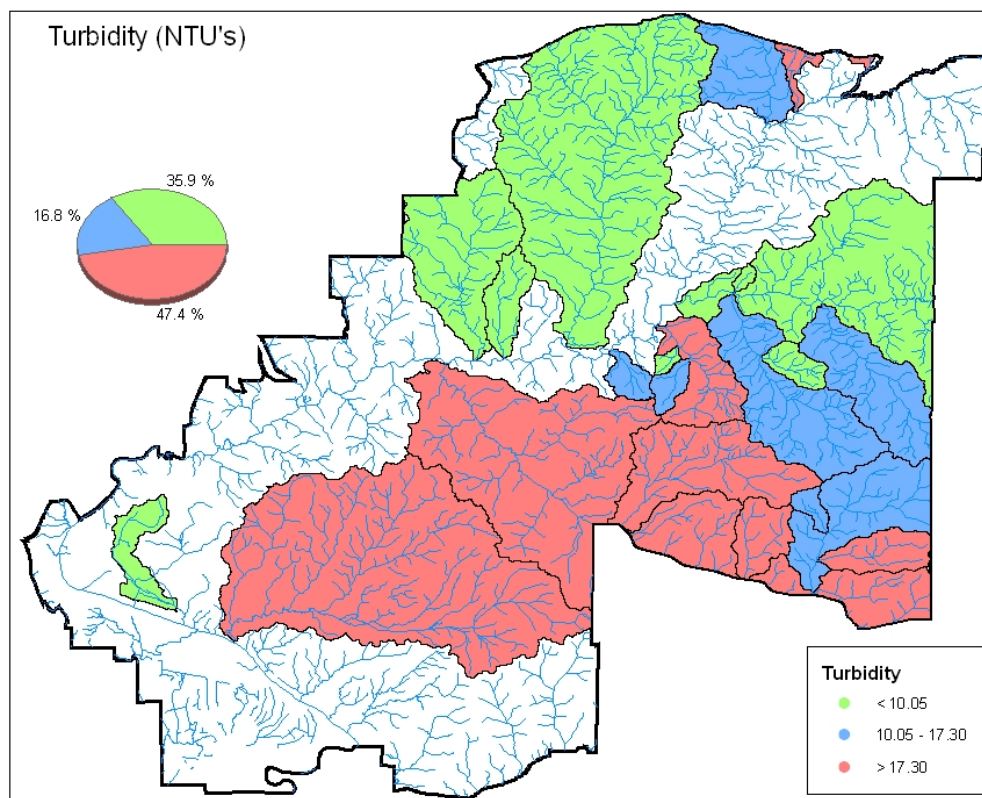 Turbidity (NTU's)
35.9 %
16.8 %
47.4 %
Turbidity
< 10.05
10.05 - 17.30
> 17.30